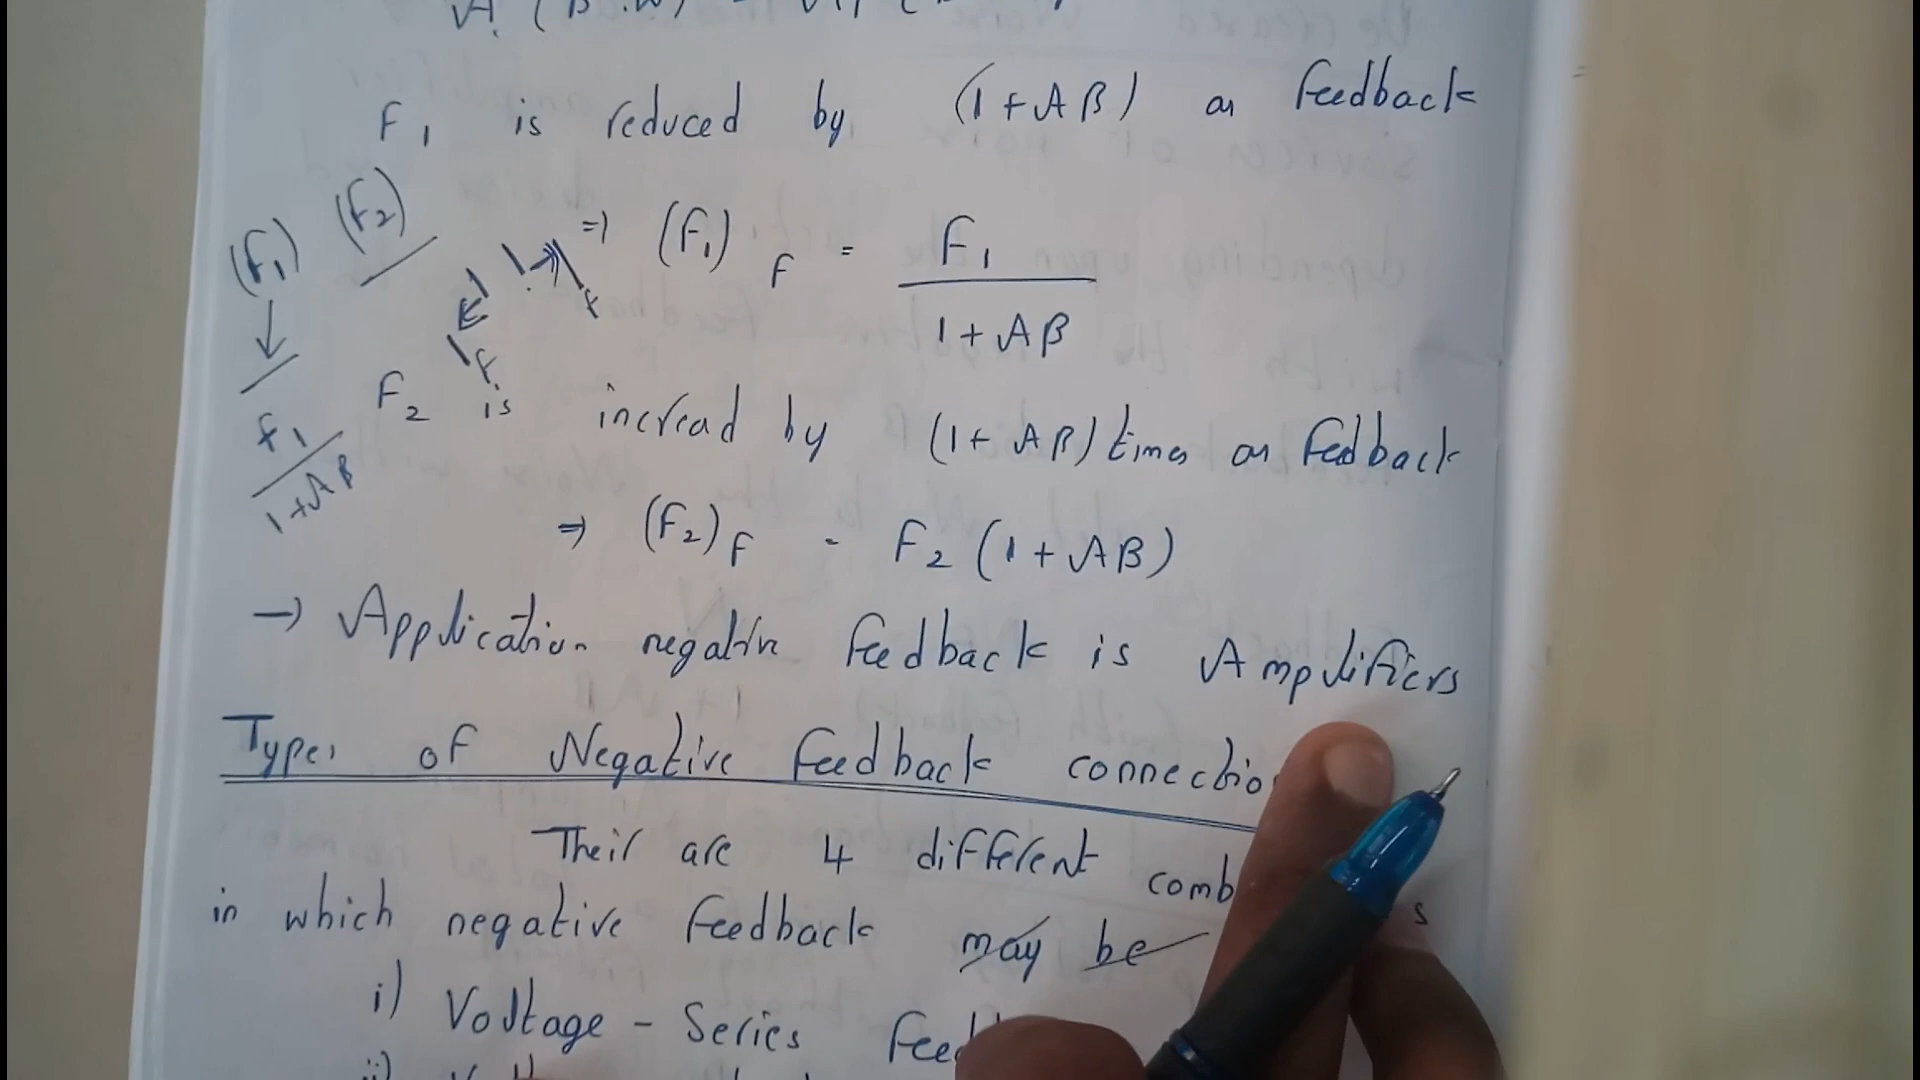 F1 is reduced by (1+Aβ) as Feedback
(F1) (F2)
⇒ (F1)F = F1 / 1+Aβ
F1 / 1+Aβ
F2 is incread by (1+Aβ) times as Feedback
⇒ (F2)F = F2 (1+Aβ)
→ Application negative feedback is Amplifiers
Types of Negative Feedback connectio
Their are 4 different comb s
in which negative feedback may be
i) Voltage - Series Feed
ii)